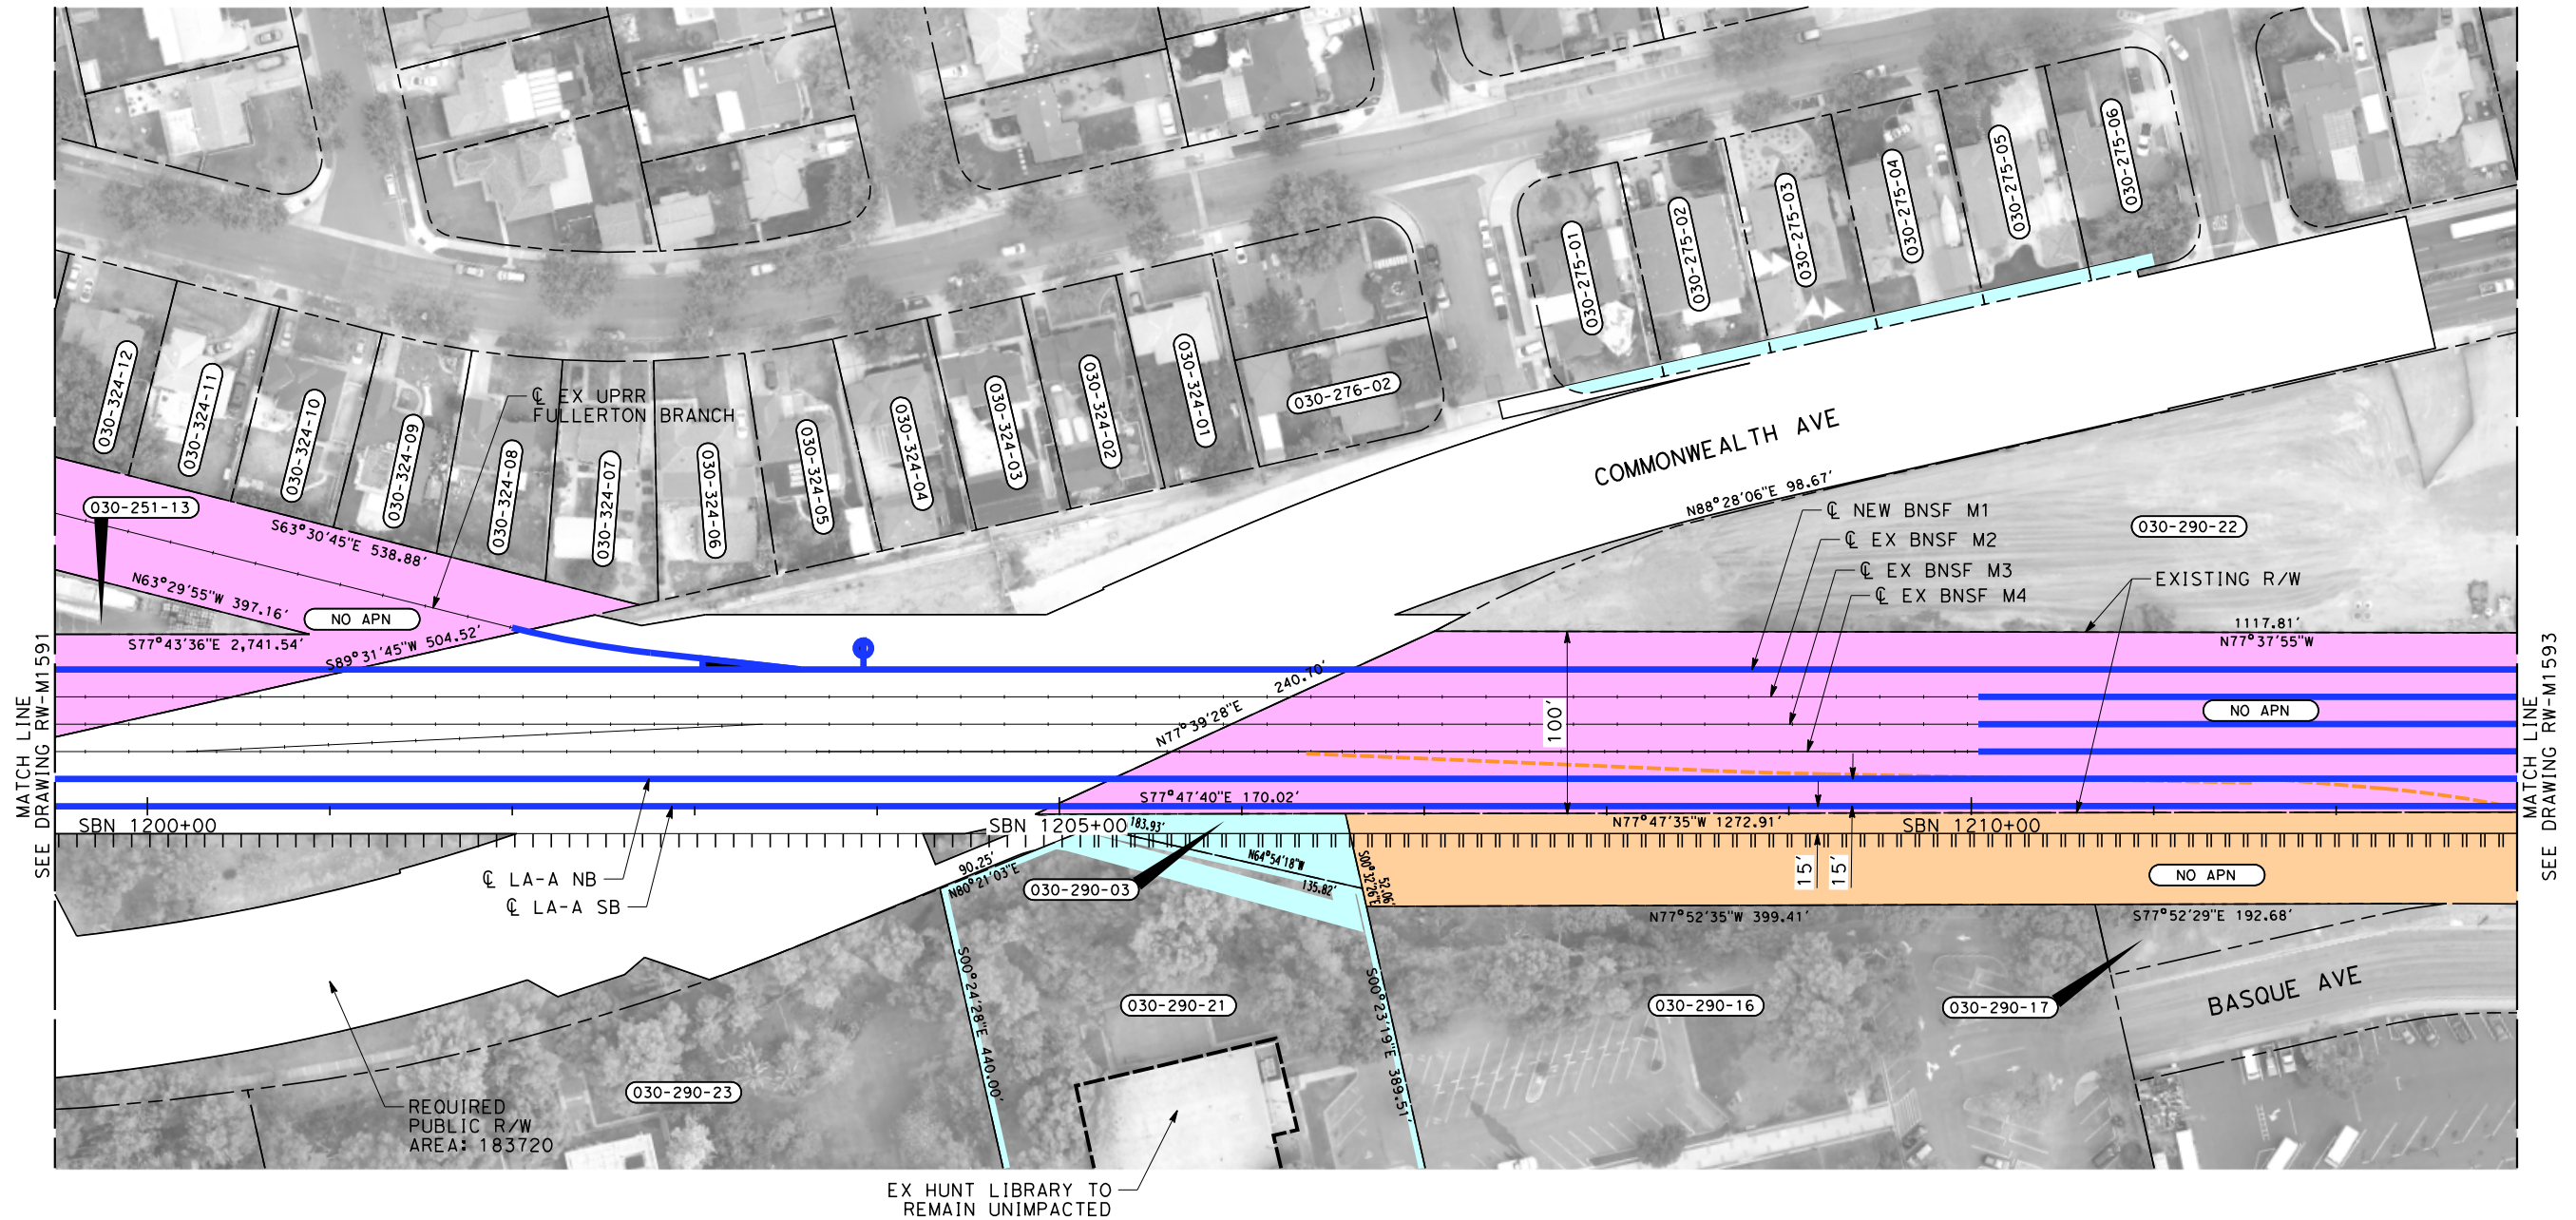 030-275-01
030-275-02
030-275-03
030-275-04
030-275-05
030-275-06
030-324-12
030-324-11
030-324-10
030-324-09
030-324-08
030-324-07
030-324-06
030-324-05
030-324-04
030-324-03
030-324-02
030-324-01
030-276-02
℄ EX UPRR
FULLERTON BRANCH
COMMONWEALTH AVE
N88°28'06"E 98.67'
030-251-13
S63°30'45"E 538.88'
N63°29'55"W 397.16'
NO APN
S77°43'36"E 2,741.54'
S89°31'45"W 504.52'
℄ NEW BNSF M1
℄ EX BNSF M2
℄ EX BNSF M3
℄ EX BNSF M4
030-290-22
EXISTING R/W
1117.81'
N77°37'55"W
NO APN
100'
N77°39'28"E 240.70'
S77°47'40"E 170.02'
MATCH LINE
SEE DRAWING RW-M1591
MATCH LINE
SEE DRAWING RW-M1593
SBN 1200+00
SBN 1205+00
SBN 1210+00
183.93'
N77°47'35"W 1272.91'
N64°54'18"W
135.82'
90.25'
N80°21'03"E
030-290-03
S00°32'26"E
52.06'
15'
15'
NO APN
℄ LA-A NB
℄ LA-A SB
N77°52'35"W 399.41'
S77°52'29"E 192.68'
S00°24'28"E 440.00'
S00°23'19"E 389.51'
030-290-21
030-290-16
030-290-17
BASQUE AVE
030-290-23
REQUIRED
PUBLIC R/W
AREA: 183720
EX HUNT LIBRARY TO
REMAIN UNIMPACTED